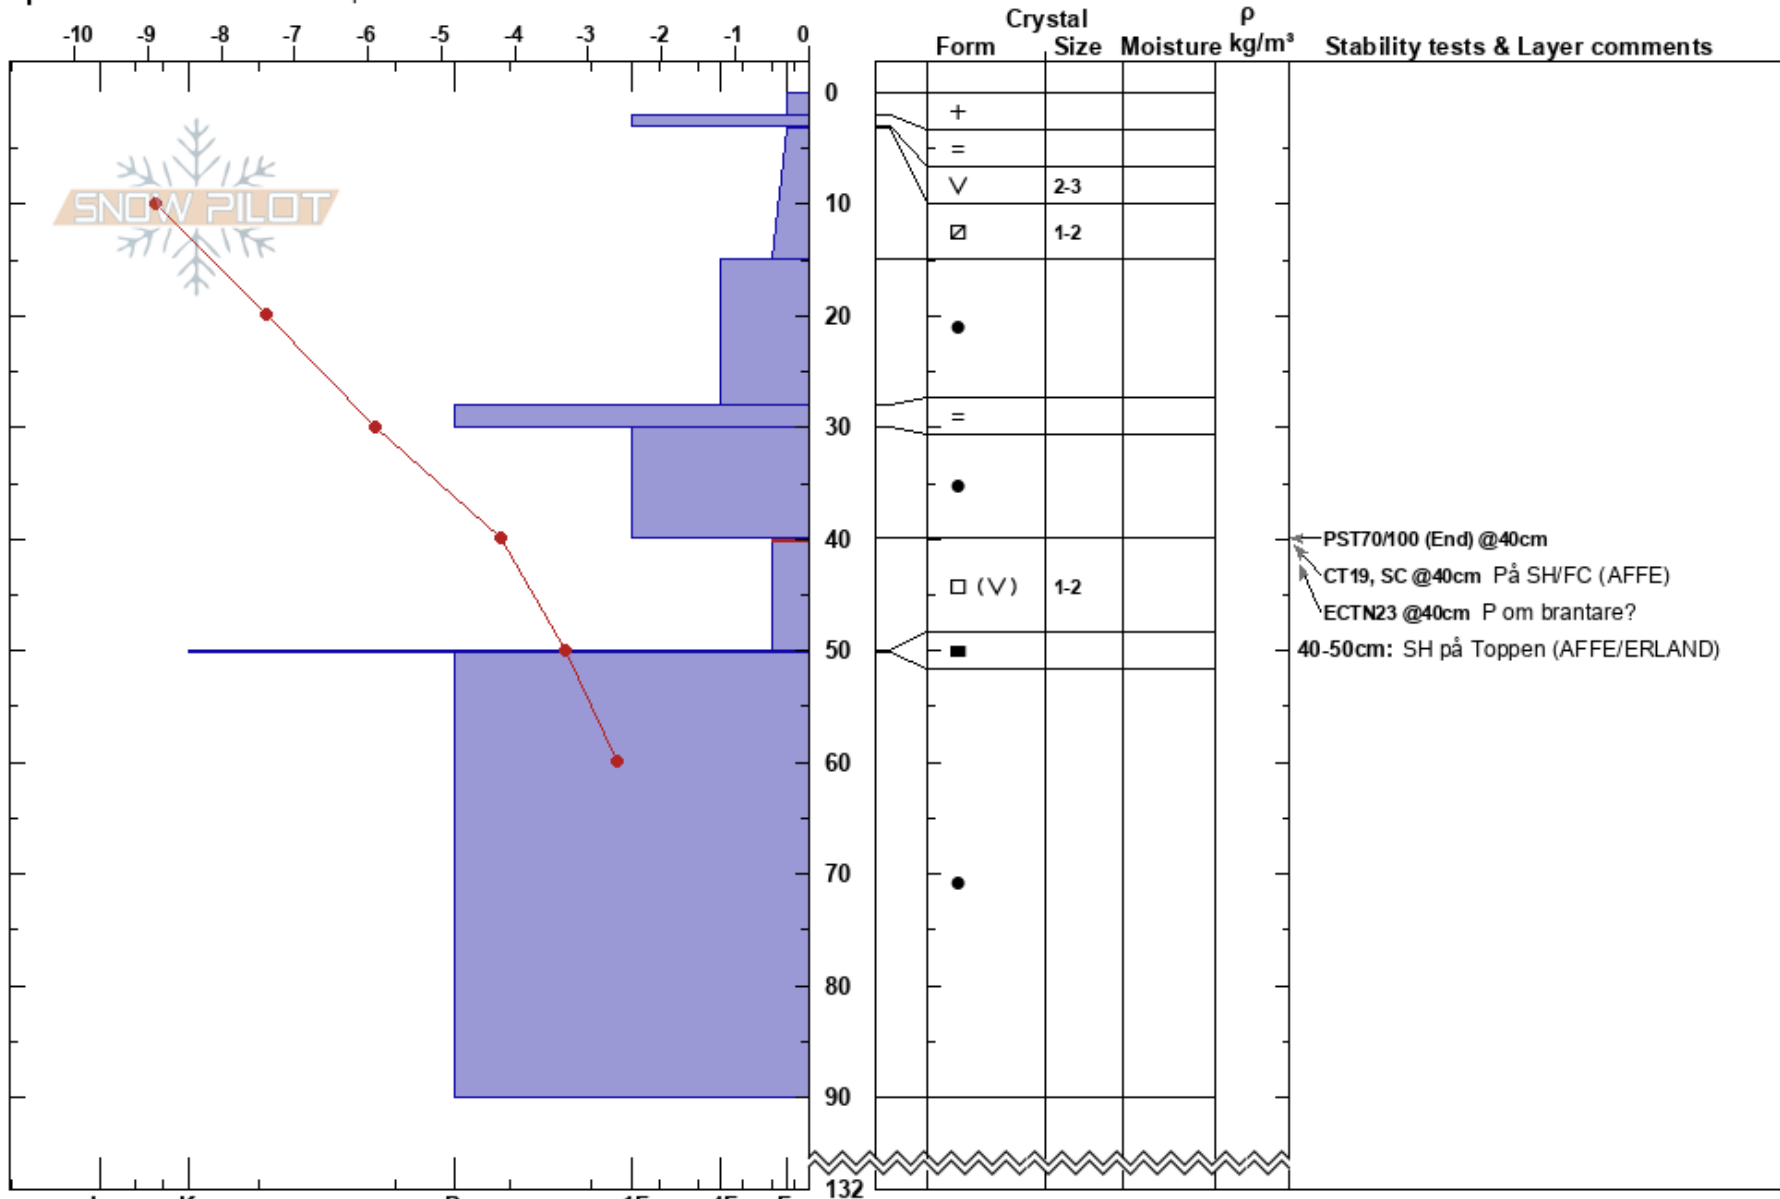 Crystal ρ
-10 -9 -8 -7 -6 -5 -4 -3 -2 -1 0 Form Size Moisture kg/m³ Stability tests & Layer comments
0
+
=
SNOW PILOT
V 2-3
10
1-2
20
=
30
40 PST70/100 (End) @40cm
CT19, SC @40cm På SH/FC (AFFE)
(V) 1-2
ECTN23 @40cm P om brantare?
50 40-50cm: SH på Toppen (AFFE/ERLAND)
60
70
80
90
132